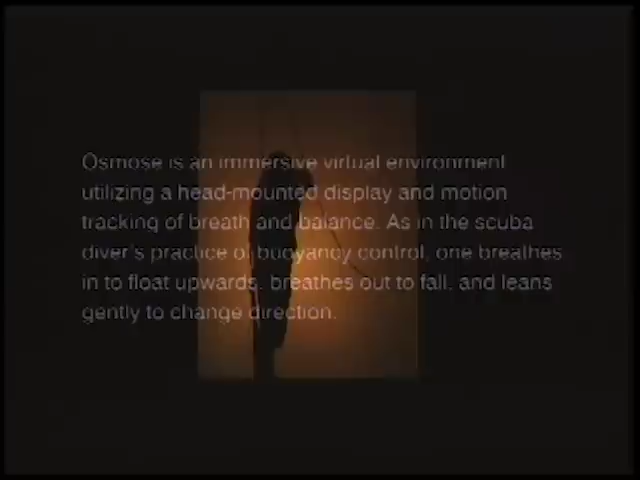 Osmose is an immersive virtual environment
utilizing a head-mounted display and motion
tracking of breath and balance. As in the scuba
diver's practice of buoyancy control, one breathes
in to float upwards, breathes out to fall, and leans
gently to change direction.